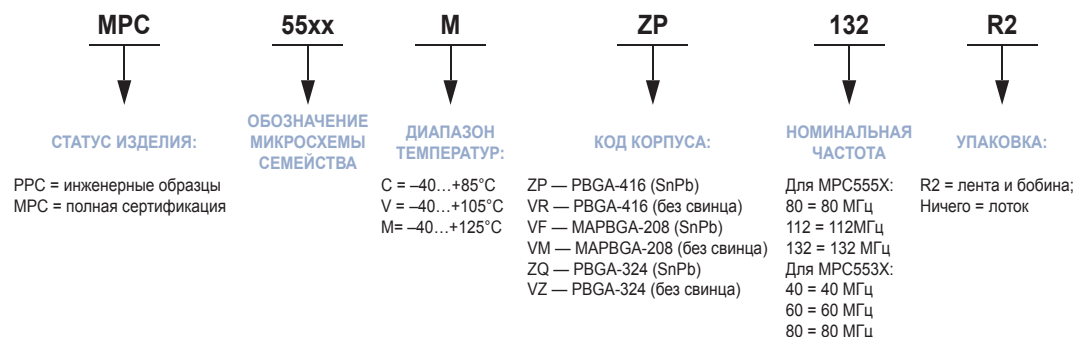 MPC
55xx
M
ZP
132
R2
СТАТУС ИЗДЕЛИЯ:
PPC = инженерные образцы
MPC = полная сертификация
ОБОЗНАЧЕНИЕ
МИКРОСХЕМЫ
СЕМЕЙСТВА
ДИАПАЗОН
ТЕМПЕРАТУР:
C = –40…+85°C
V = –40…+105°C
M= –40…+125°C
КОД КОРПУСА:
ZP — PBGA-416 (SnPb)
VR — PBGA-416 (без свинца)
VF — MAPBGA-208 (SnPb)
VM — MAPBGA-208 (без свинца)
ZQ — PBGA-324 (SnPb)
VZ — PBGA-324 (без свинца)
НОМИНАЛЬНАЯ
ЧАСТОТА
Для MPC555X:
80 = 80 МГц
112 = 112МГц
132 = 132 МГц
Для MPC553X:
40 = 40 МГц
60 = 60 МГц
80 = 80 МГц
УПАКОВКА:
R2 = лента и бобина;
Ничего = лоток